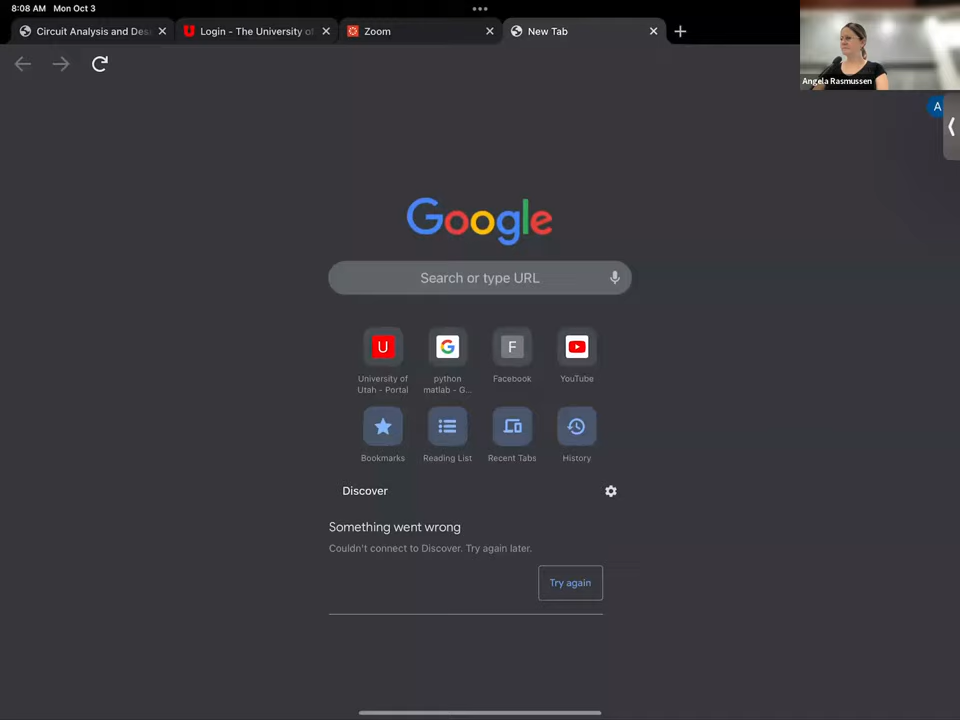 8:08 AM Mon Oct 3
Circuit Analysis and Des
Login - The University of
Zoom
New Tab
Angela Rasmussen
A
Google
Search or type URL
U
G
F
University of
Utah - Portal
python
matlab - G...
Facebook
YouTube
Bookmarks
Reading List
Recent Tabs
History
Discover
Something went wrong
Couldn't connect to Discover. Try again later.
Try again